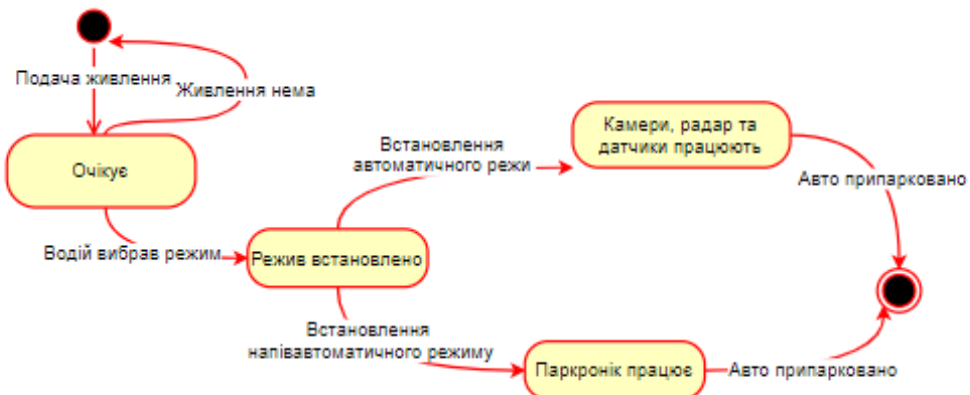 Подача живлення
Живлення нема
Очікує
Водій вибрав режим
Режив встановлено
Встановлення
автоматичного режи
Камери, радар та
датчики працюють
Авто припарковано
Встановлення
напівавтоматичного режиму
Паркронік працює
Авто припарковано